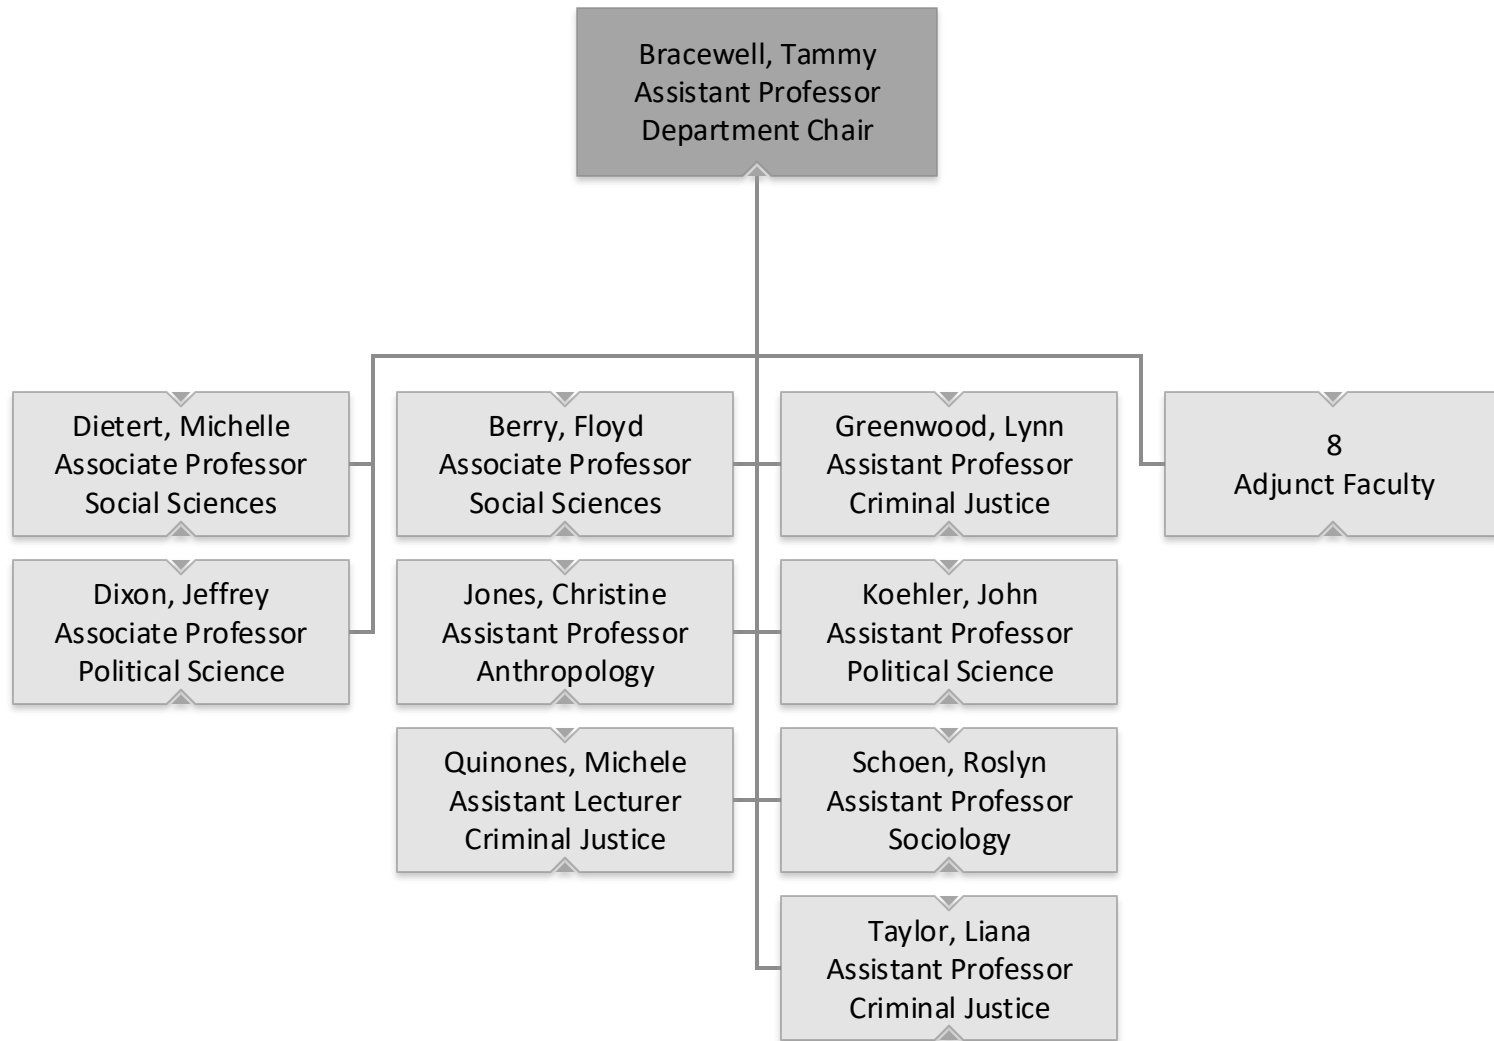 Bracewell, Tammy
Assistant Professor
Department Chair
Dietert, Michelle
Associate Professor
Social Sciences
Berry, Floyd
Associate Professor
Social Sciences
Greenwood, Lynn
Assistant Professor
Criminal Justice
8
Adjunct Faculty
Dixon, Jeffrey
Associate Professor
Political Science
Jones, Christine
Assistant Professor
Anthropology
Koehler, John
Assistant Professor
Political Science
Quinones, Michele
Assistant Lecturer
Criminal Justice
Schoen, Roslyn
Assistant Professor
Sociology
Taylor, Liana
Assistant Professor
Criminal Justice